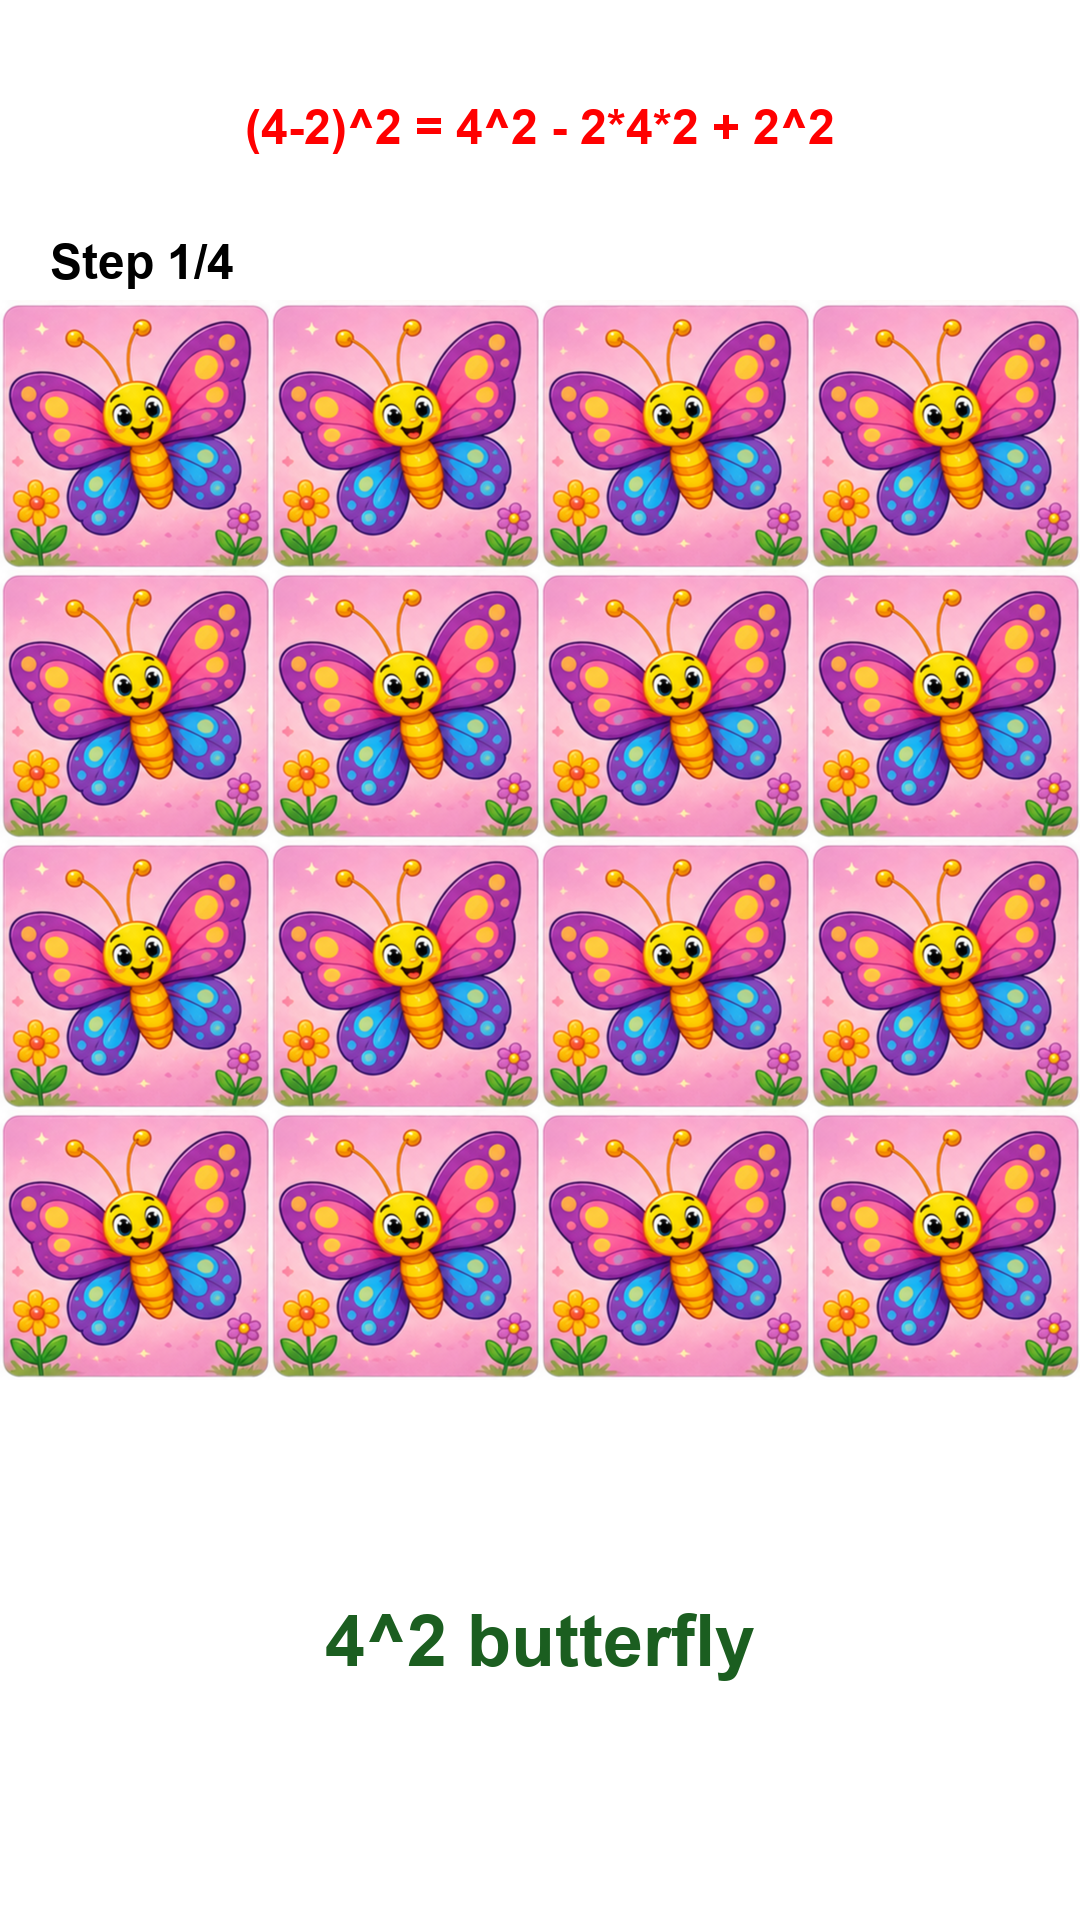 (4-2)^2 = 4^2 - 2*4*2 + 2^2
Step 1/4
4^2 butterfly